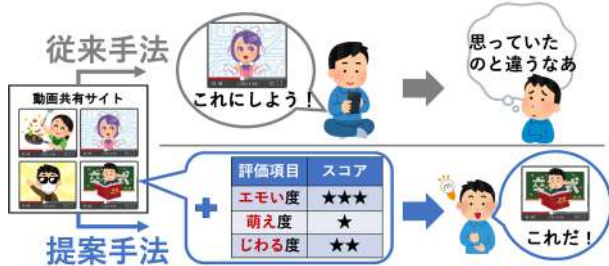 従来手法
動画共有サイト
これにしよう!
思っていた
のと違うなあ
提案手法
評価項目 スコア
エモい度 ★★★
萌え度 ★
じわる度 ★★
これだ!